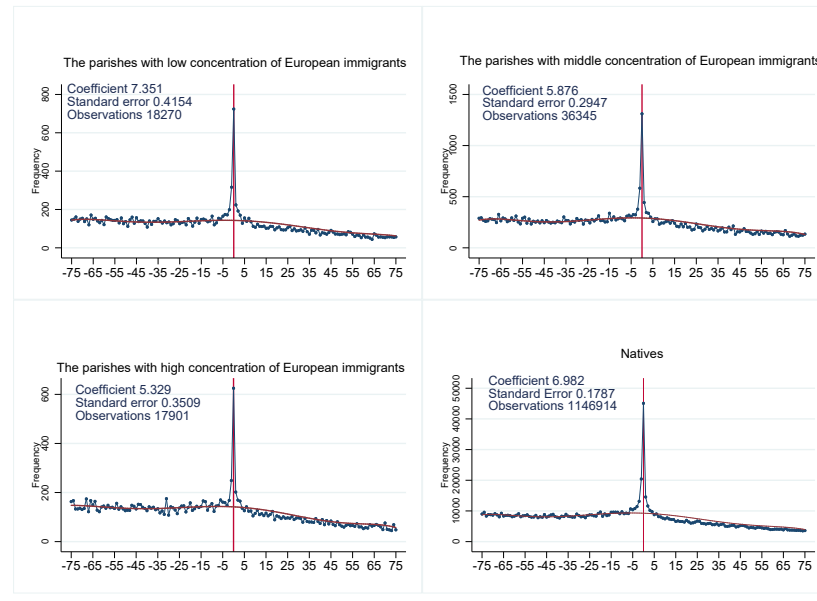 The parishes with low concentration of European immigrants
Coefficient 7.351
Standard error 0.4154
Observations 18270
Frequency
800
600
400
200
0
-75 -65 -55 -45 -35 -25 -15 -5 5 15 25 35 45 55 65 75
The parishes with middle concentration of European immigrants
Coefficient 5.876
Standard error 0.2947
Observations 36345
Frequency
1500
1000
500
0
-75 -65 -55 -45 -35 -25 -15 -5 5 15 25 35 45 55 65 75
The parishes with high concentration of European immigrants
Coefficient 5.329
Standard error 0.3509
Observations 17901
Frequency
600
400
200
0
-75 -65 -55 -45 -35 -25 -15 -5 5 15 25 35 45 55 65 75
Natives
Coefficient 6.982
Standard Error 0.1787
Observations 1146914
Frequency
50000
40000
30000
20000
10000
0
-75 -65 -55 -45 -35 -25 -15 -5 5 15 25 35 45 55 65 75